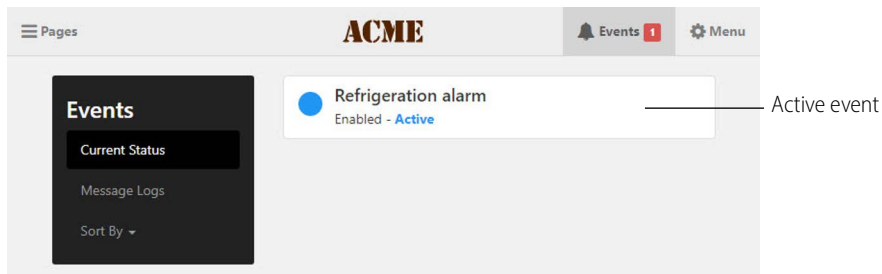 Pages
ACME
Events 1
Menu
Events
Current Status
Message Logs
Sort By
Refrigeration alarm
Enabled - Active
Active event